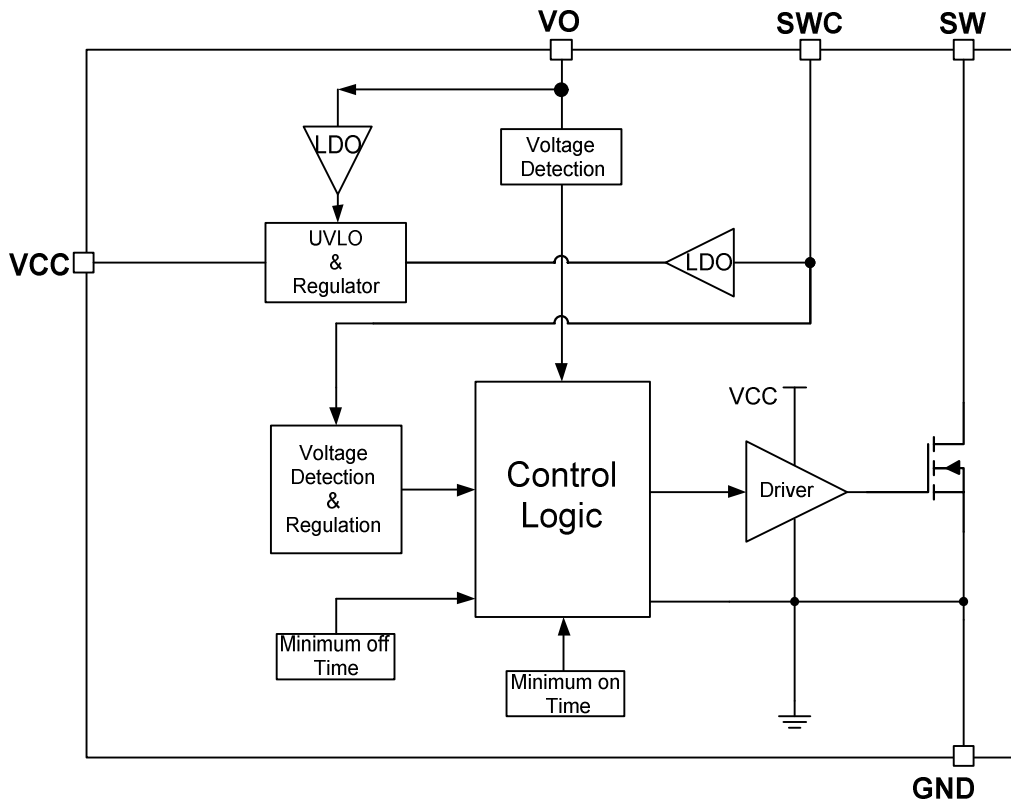 VO
SWC
SW
LDO
Voltage
Detection
VCC
UVLO
&
Regulator
LDO
VCC
Voltage
Detection
&
Regulation
Control
Logic
Driver
Minimum off
Time
Minimum on
Time
GND